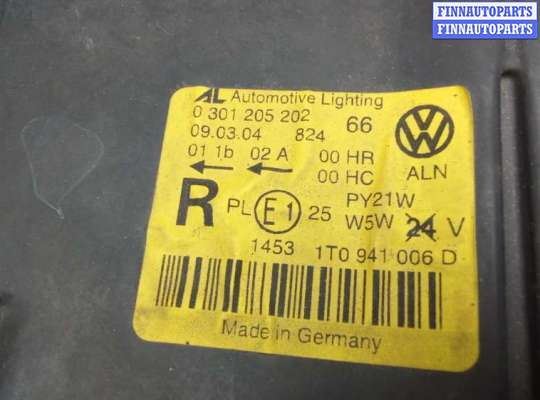 FINNAUTOPARTS
FINNAUTOPARTS
AL Automotive Lighting
0 301 205 202 66
09.03.04 824
01 1b 02 A 00 HR
00 HC ALN
R PL E1 25 PY21W
W5W 24 V
1453 1T0 941 006 D
Made in Germany